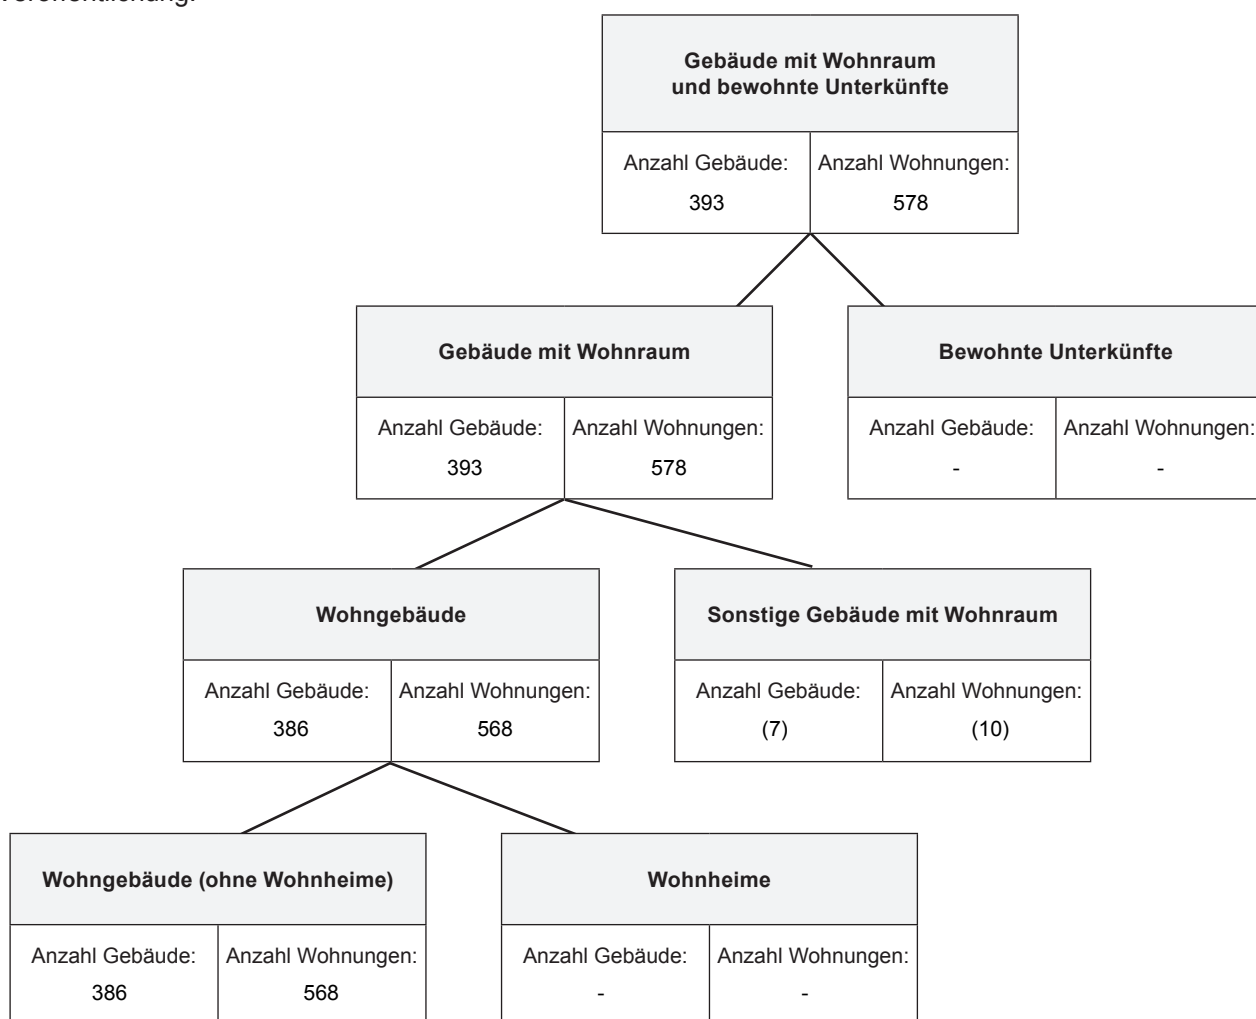 Veröffentlichung.
Gebäude mit Wohnraum
und bewohnte Unterkünfte
Anzahl Gebäude: Anzahl Wohnungen:
393 578
Gebäude mit Wohnraum Bewohnte Unterkünfte
Anzahl Gebäude: Anzahl Wohnungen: Anzahl Gebäude: Anzahl Wohnungen:
393 578 - -
Wohngebäude Sonstige Gebäude mit Wohnraum
Anzahl Gebäude: Anzahl Wohnungen: Anzahl Gebäude: Anzahl Wohnungen:
386 568 (7) (10)
Wohngebäude (ohne Wohnheime) Wohnheime
Anzahl Gebäude: Anzahl Wohnungen: Anzahl Gebäude: Anzahl Wohnungen:
386 568 - -